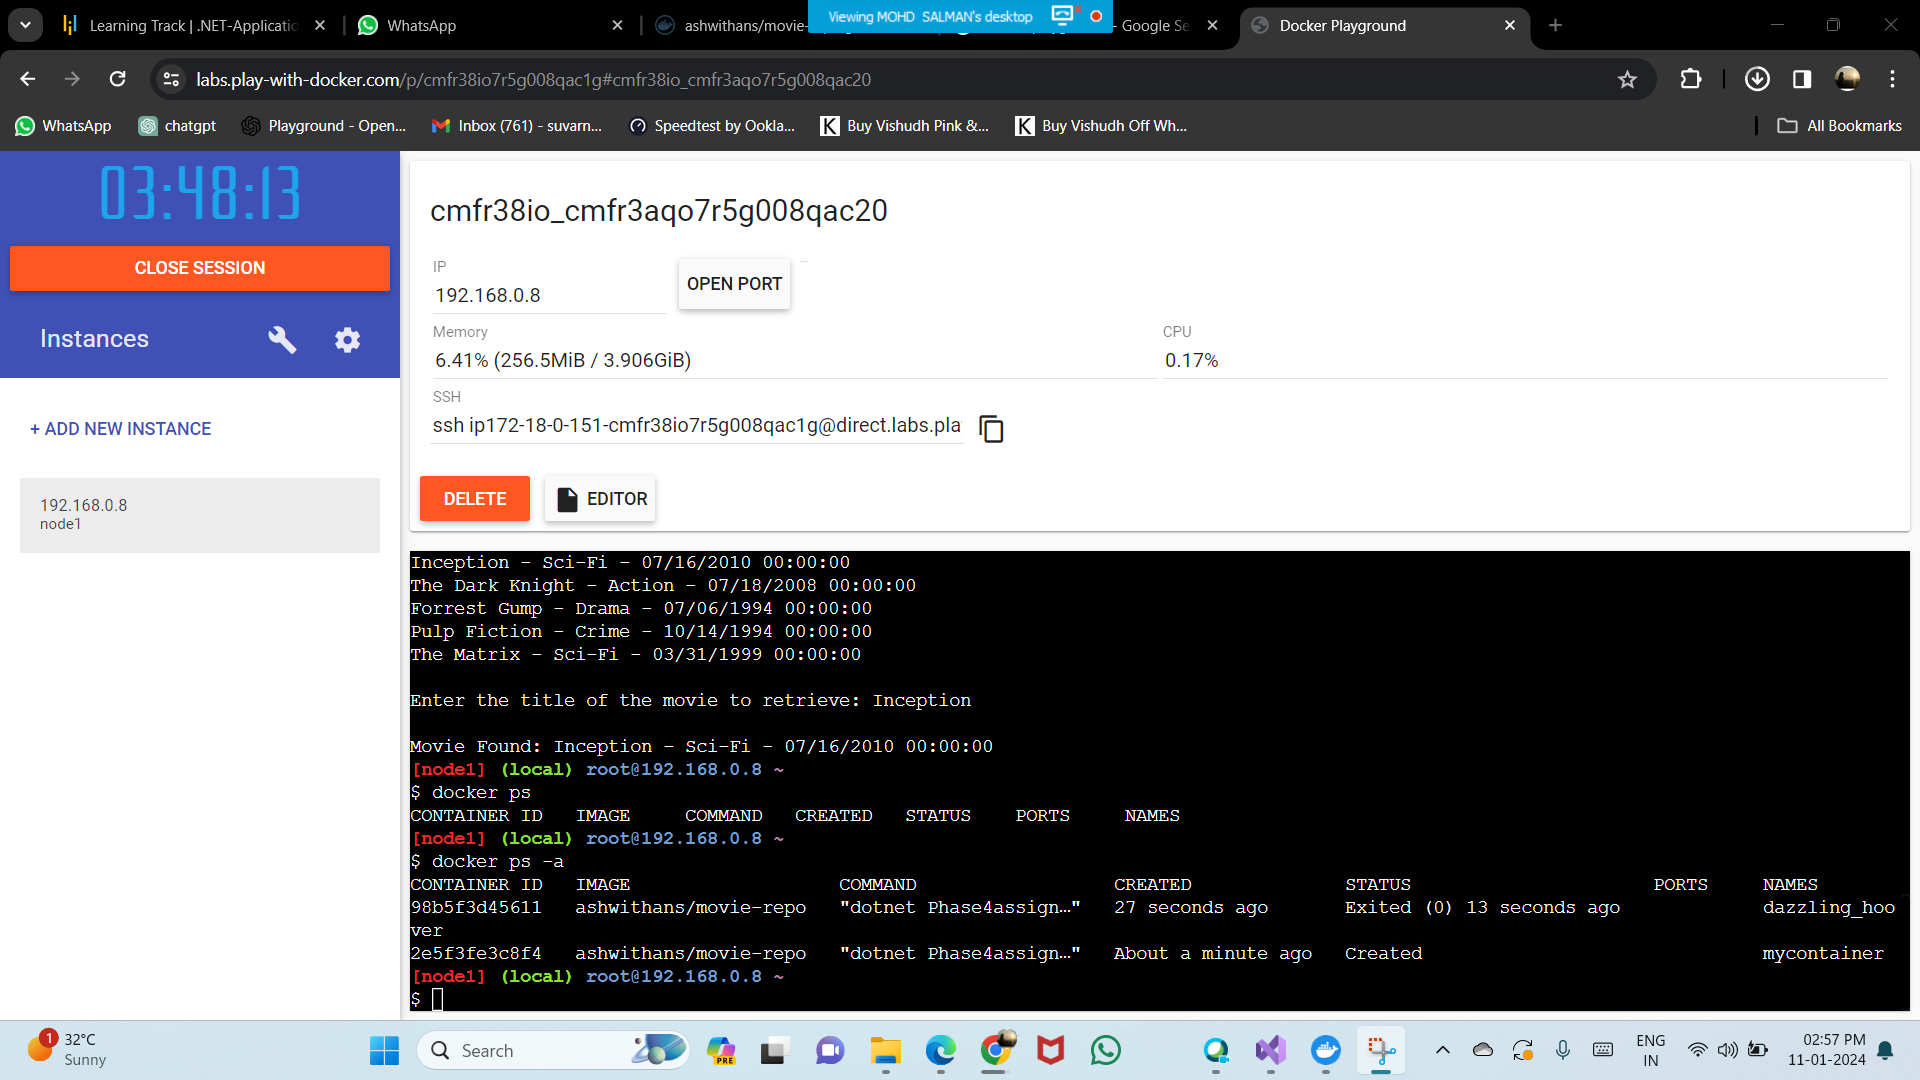 Learning Track | .NET-Applicatio
WhatsApp
ashwithans/movie-
Viewing MOHD SALMAN's desktop
- Google Se
Docker Playground
labs.play-with-docker.com/p/cmfr38io7r5g008qac1g#cmfr38io_cmfr3aqo7r5g008qac20
WhatsApp
chatgpt
Playground - Open...
Inbox (761) - suvarn...
Speedtest by Ookla...
Buy Vishudh Pink &...
Buy Vishudh Off Wh...
All Bookmarks
03:48:13
CLOSE SESSION
Instances
+ ADD NEW INSTANCE
192.168.0.8
node1
cmfr38io_cmfr3aqo7r5g008qac20
IP
192.168.0.8
OPEN PORT
Memory
6.41% (256.5MiB / 3.906GiB)
CPU
0.17%
SSH
ssh ip172-18-0-151-cmfr38io7r5g008qac1g@direct.labs.pla
DELETE
EDITOR
Inception - Sci-Fi - 07/16/2010 00:00:00
The Dark Knight - Action - 07/18/2008 00:00:00
Forrest Gump - Drama - 07/06/1994 00:00:00
Pulp Fiction - Crime - 10/14/1994 00:00:00
The Matrix - Sci-Fi - 03/31/1999 00:00:00
Enter the title of the movie to retrieve: Inception
Movie Found: Inception - Sci-Fi - 07/16/2010 00:00:00
[node1] (local) root@192.168.0.8 ~
$ docker ps
CONTAINER ID   IMAGE     COMMAND   CREATED   STATUS    PORTS     NAMES
[node1] (local) root@192.168.0.8 ~
$ docker ps -a
CONTAINER ID   IMAGE                   COMMAND                  CREATED              STATUS                      PORTS     NAMES
98b5f3d45611   ashwithans/movie-repo   "dotnet Phase4assign…"   27 seconds ago       Exited (0) 13 seconds ago             dazzling_hoo
ver
2e5f3fe3c8f4   ashwithans/movie-repo   "dotnet Phase4assign…"   About a minute ago   Created                               mycontainer
[node1] (local) root@192.168.0.8 ~
$
1
32°C
Sunny
Search
PRE
ENG
IN
02:57 PM
11-01-2024